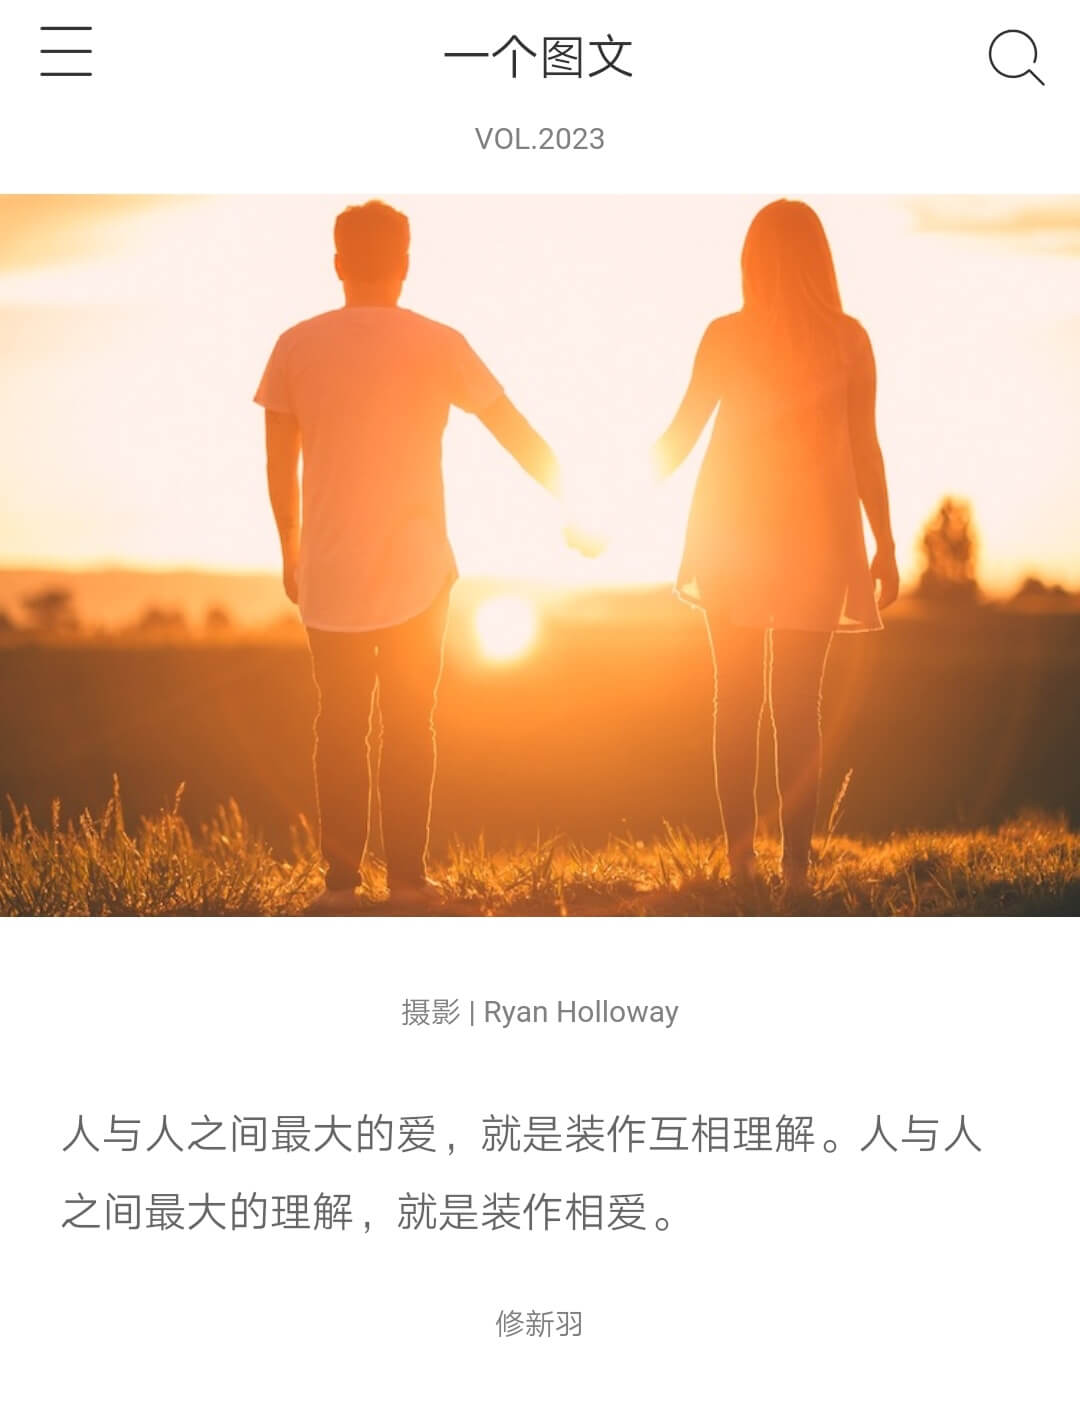 一个图文
VOL.2023
摄影 | Ryan Holloway
人与人之间最大的爱，就是装作互相理解。人与人
之间最大的理解，就是装作相爱。
修新羽